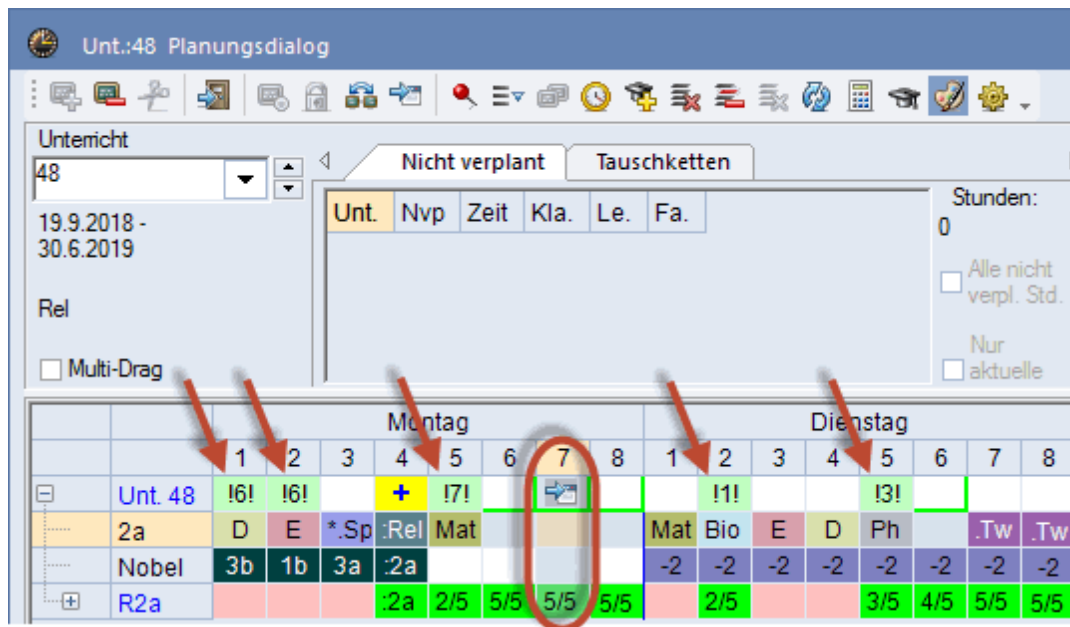 Unt.:48 Planungsdialog
Unterricht
48
19.9.2018 -
30.6.2019
Rel
Multi-Drag
Nicht verplant Tauschketten
Unt. Nvp Zeit Kla. Le. Fa.
Stunden:
0
Alle nicht
verpl. Std.
Nur
aktuelle
Montag Dienstag
1 2 3 4 5 6 7 8 1 2 3 4 5 6 7 8
Unt. 48 !6! !6! + !7! !1! !3!
2a D E *.Sp :Rel Mat Mat Bio E D Ph .Tw .Tw
Nobel 3b 1b 3a :2a -2 -2 -2 -2 -2 -2 -2 -2
R2a :2a 2/5 5/5 5/5 5/5 2/5 3/5 4/5 5/5 5/5